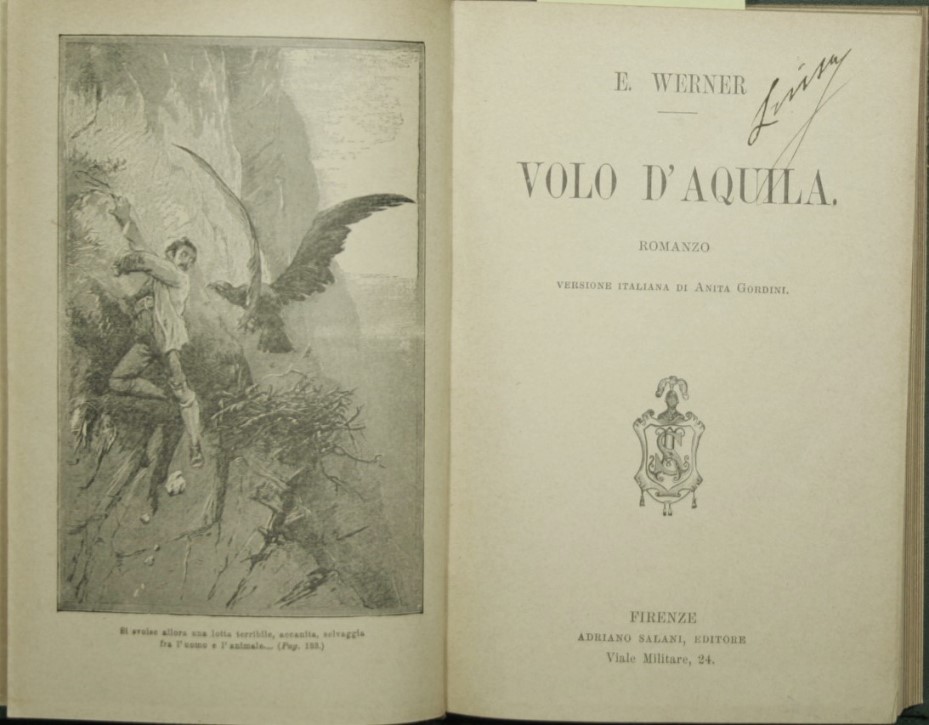 Si svolse allora una lotta terribile, accanita, selvaggia
fra l'uomo e l'animale.... (Pag. 133.)
E. WERNER
Luisa
VOLO D'AQUILA.
ROMANZO
VERSIONE ITALIANA DI ANITA GORDINI.
FIRENZE
ADRIANO SALANI, EDITORE
Viale Militare, 24.